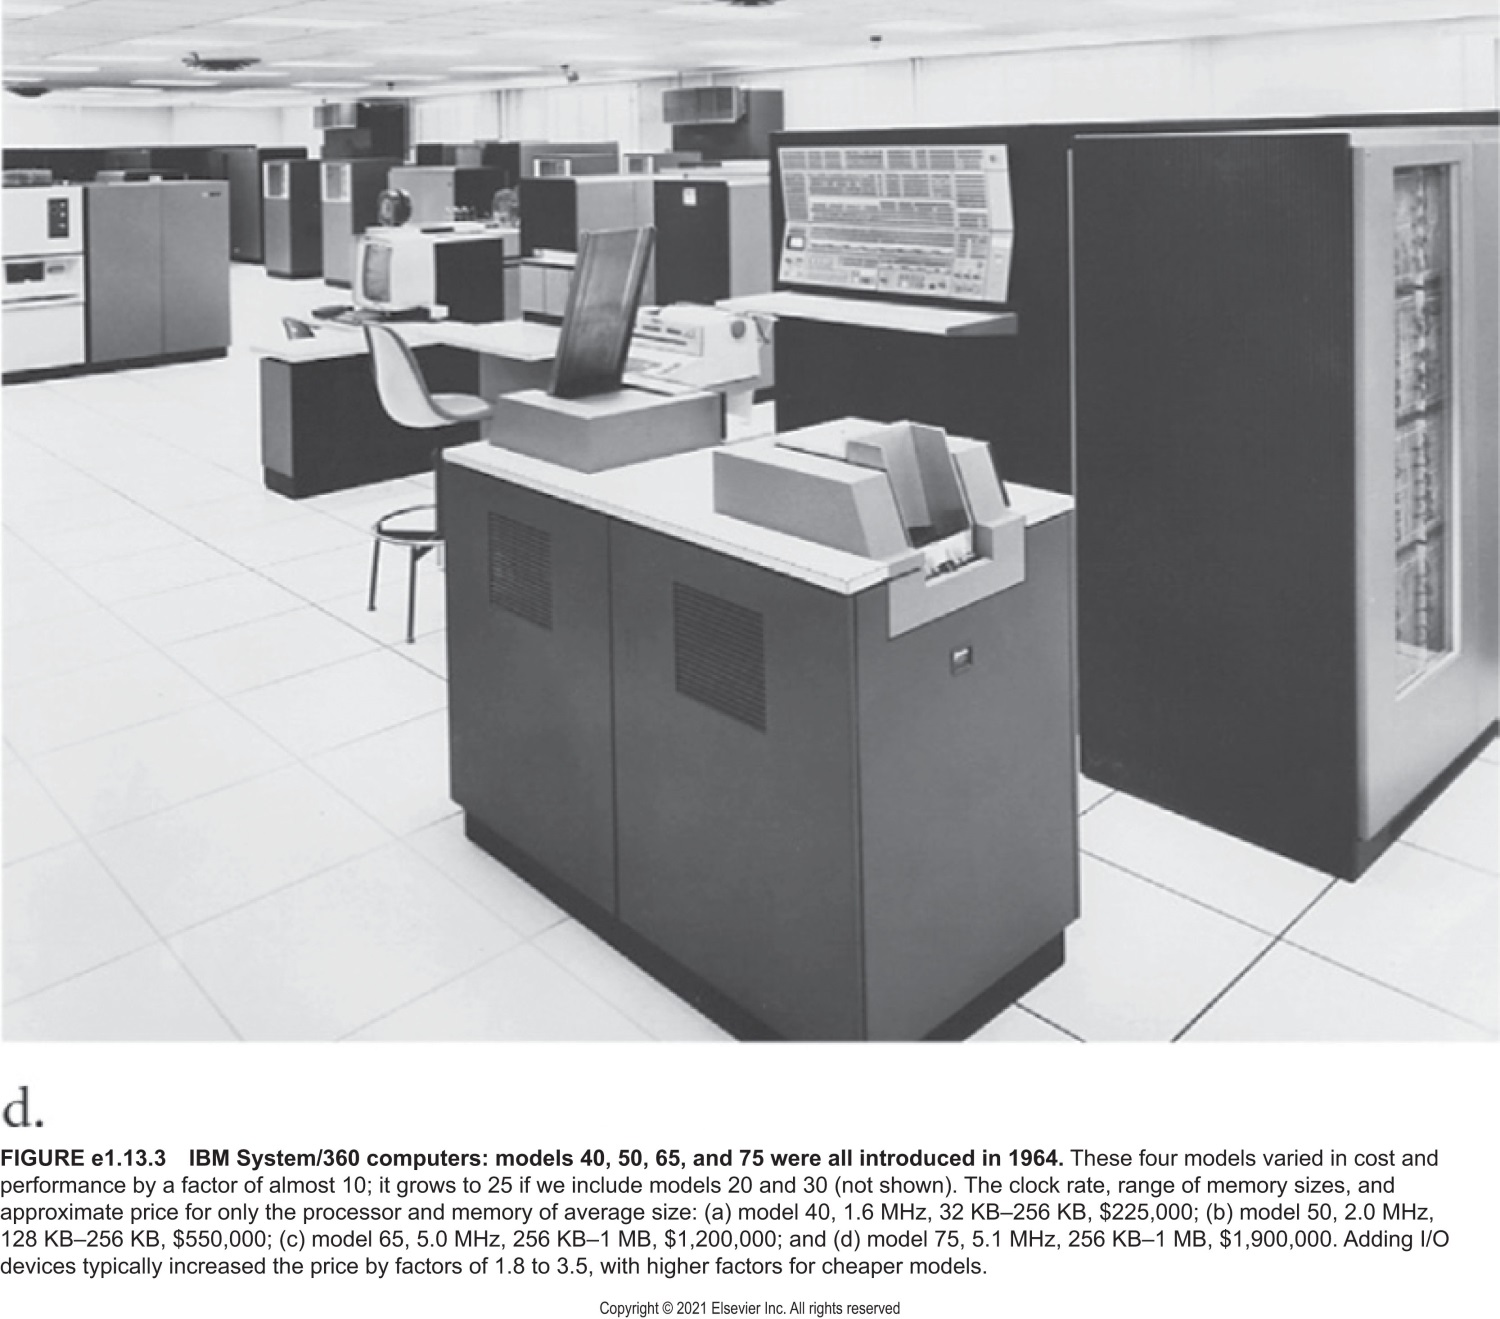 d.
FIGURE e1.13.3 IBM System/360 computers: models 40, 50, 65, and 75 were all introduced in 1964. These four models varied in cost and
performance by a factor of almost 10; it grows to 25 if we include models 20 and 30 (not shown). The clock rate, range of memory sizes, and
approximate price for only the processor and memory of average size: (a) model 40, 1.6 MHz, 32 KB–256 KB, $225,000; (b) model 50, 2.0 MHz,
128 KB–256 KB, $550,000; (c) model 65, 5.0 MHz, 256 KB–1 MB, $1,200,000; and (d) model 75, 5.1 MHz, 256 KB–1 MB, $1,900,000. Adding I/O
devices typically increased the price by factors of 1.8 to 3.5, with higher factors for cheaper models.
Copyright © 2021 Elsevier Inc. All rights reserved